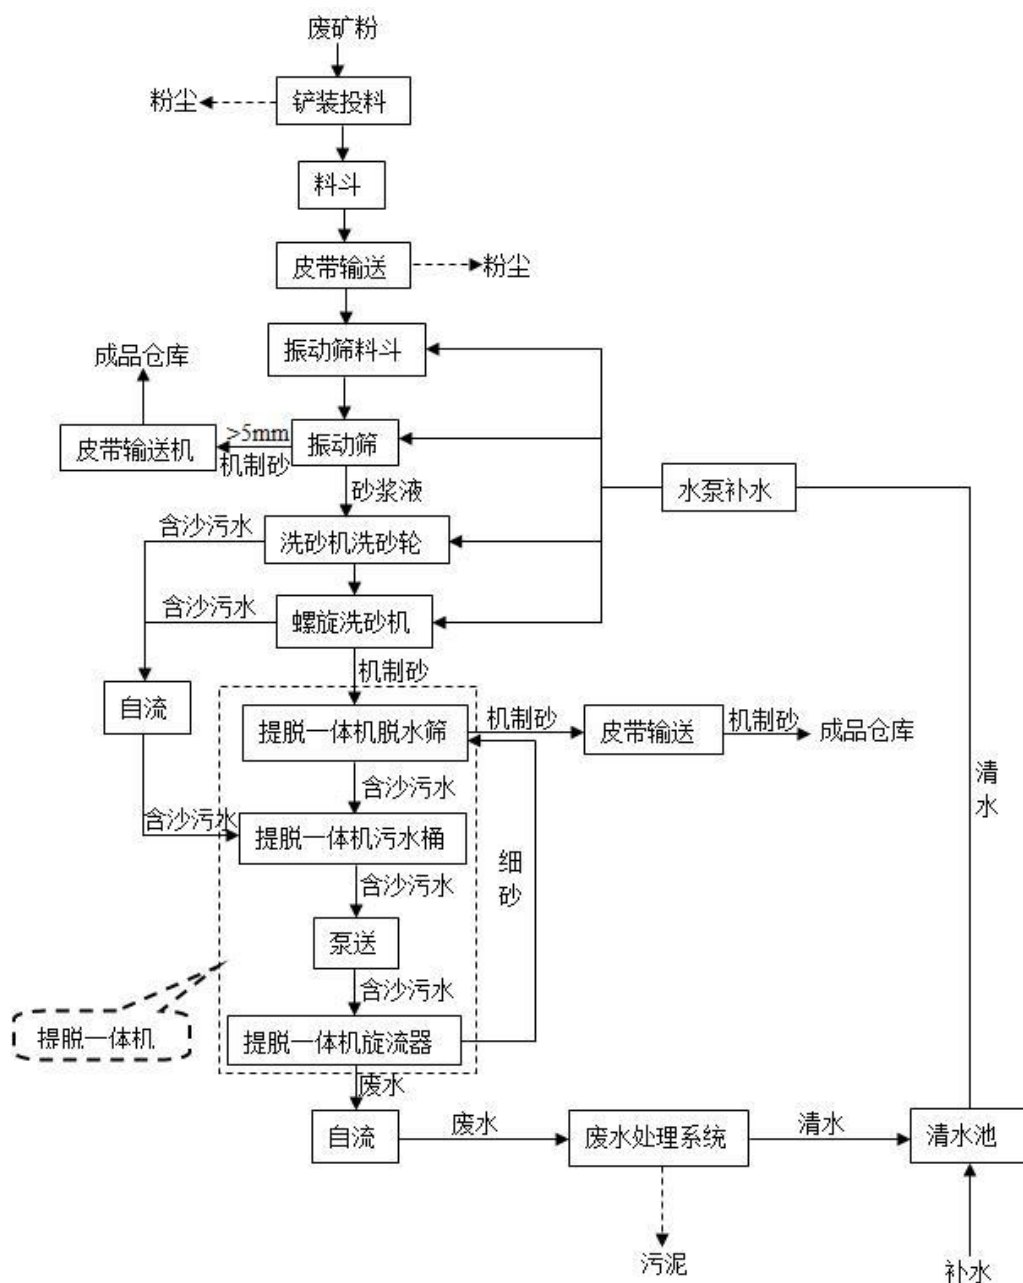 废矿粉
粉尘
铲装投料
料斗
皮带输送
粉尘
振动筛料斗
成品仓库
皮带输送机
>5mm
机制砂
振动筛
水泵补水
砂浆液
含沙污水
洗砂机洗砂轮
含沙污水
螺旋洗砂机
机制砂
自流
提脱一体机脱水筛
机制砂
皮带输送
机制砂
成品仓库
清水
含沙污水
含沙污水
提脱一体机污水桶
细砂
含沙污水
泵送
含沙污水
提脱一体机
提脱一体机旋流器
废水
自流
废水
废水处理系统
清水
清水池
污泥
补水